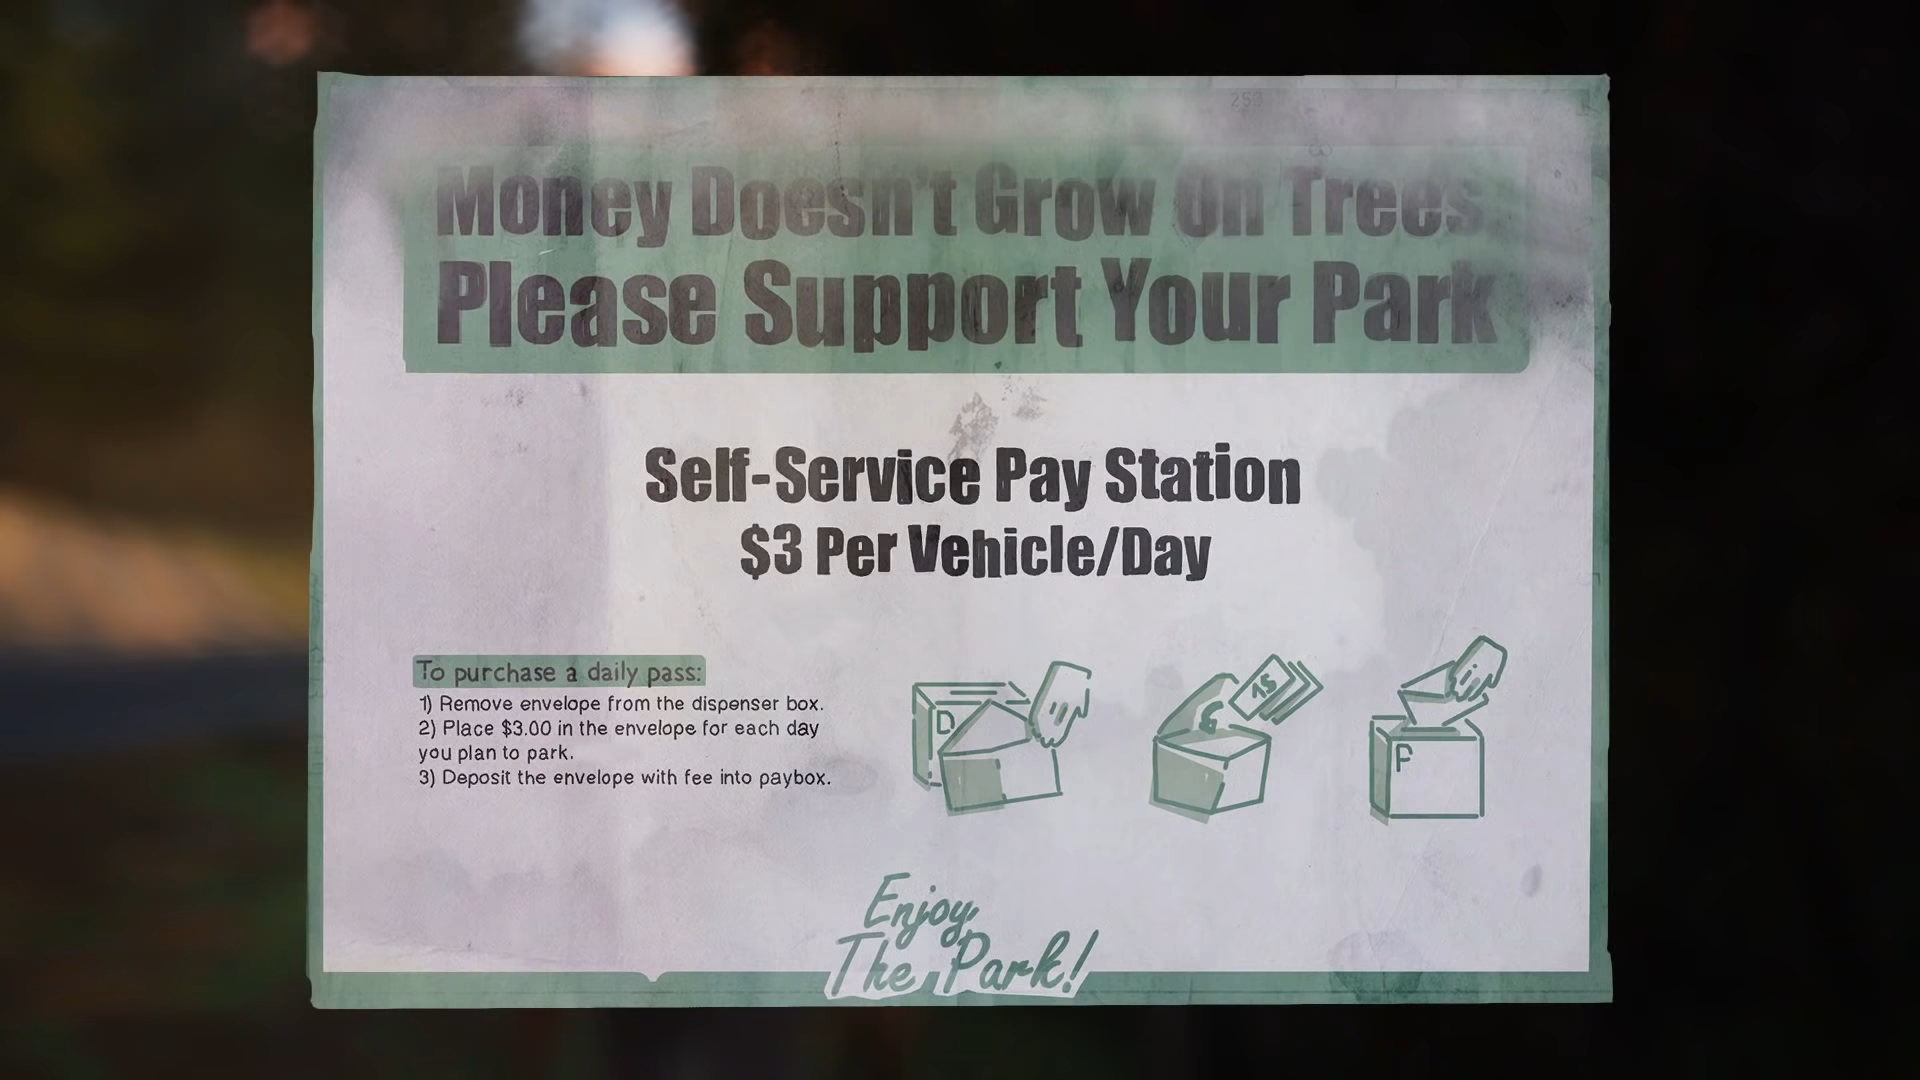 Money Doesn't Grow On Trees
Please Support Your Park
Self-Service Pay Station
$3 Per Vehicle/Day
To purchase a daily pass:
1) Remove envelope from the dispenser box.
2) Place $3.00 in the envelope for each day
you plan to park.
3) Deposit the envelope with fee into paybox.
D
P
Enjoy
The Park!